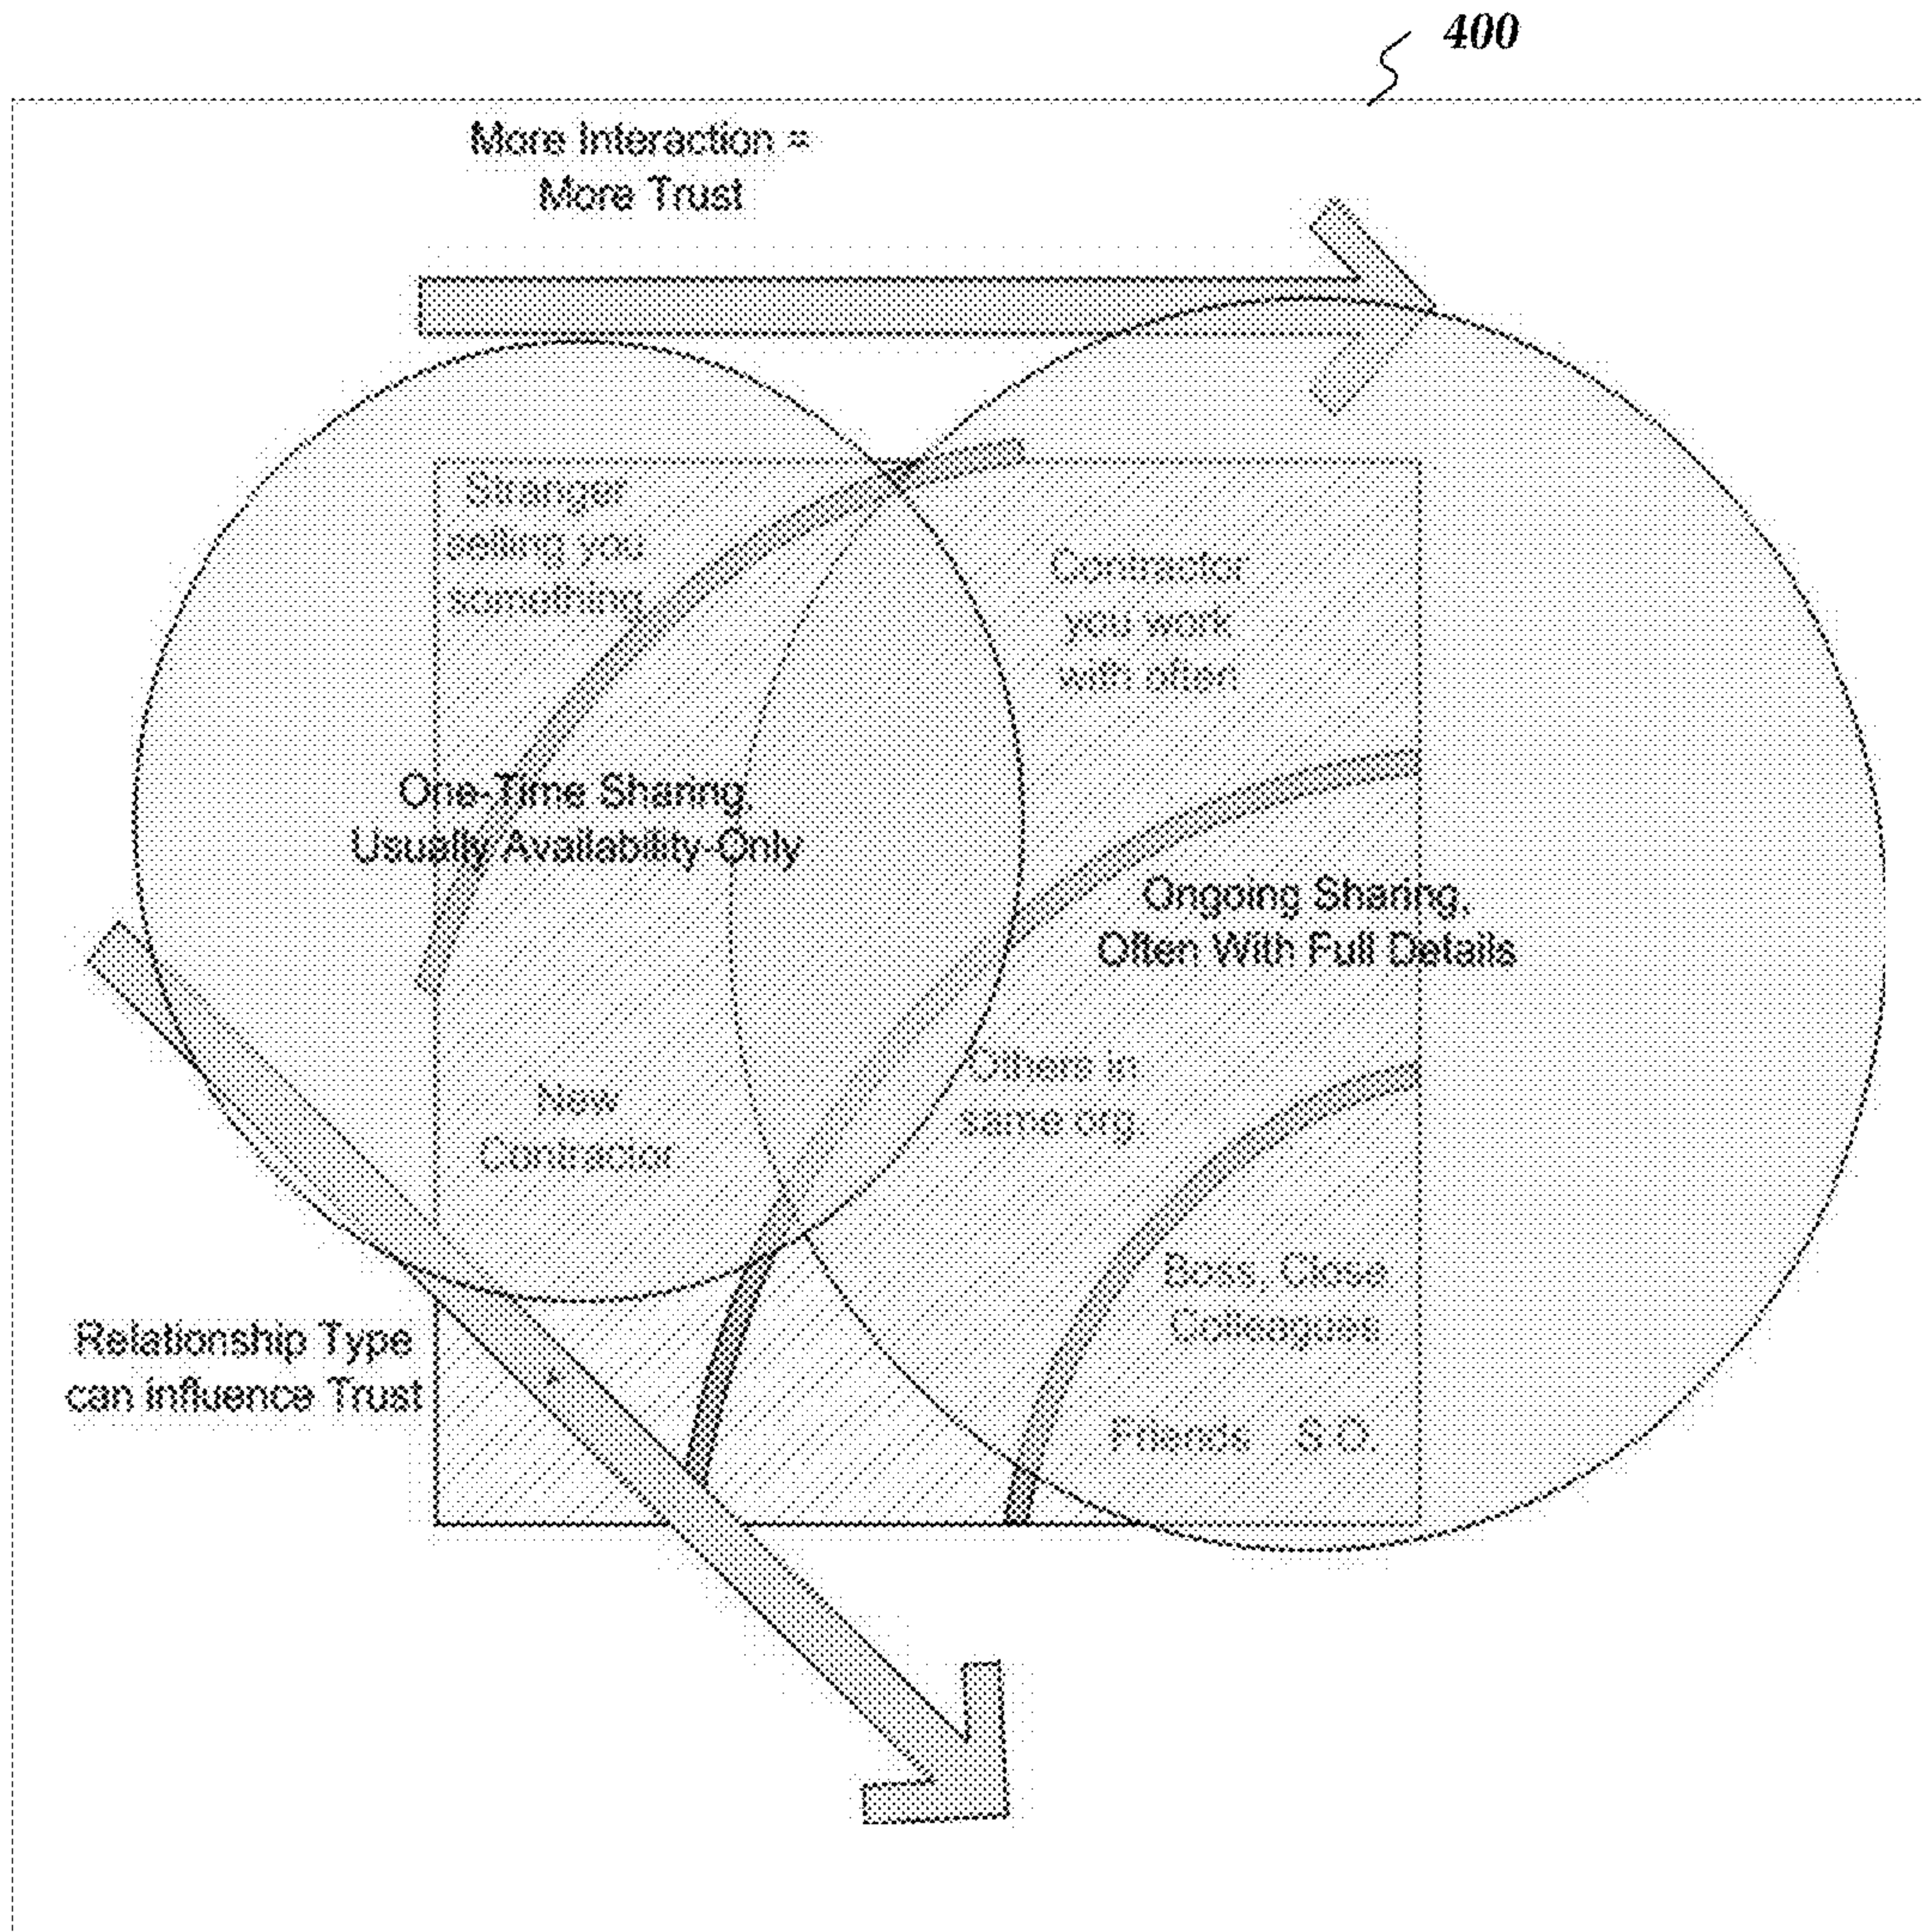 400
More Interaction =
More Trust
Stranger
selling you
something
Contractor
you work
with often
One-Time Sharing,
Usually Availability-Only
Ongoing Sharing,
Often With Full Details
Others in
same org.
New
Contractor
Boss, Close
Colleagues
Relationship Type
can influence Trust
Friends S.O.